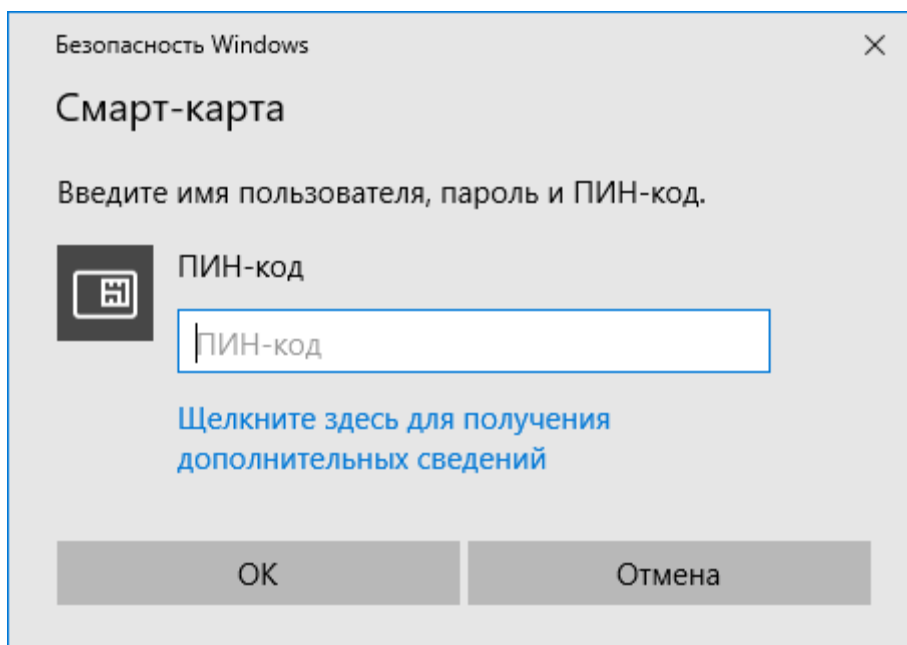 Безопасность Windows
Смарт-карта
Введите имя пользователя, пароль и ПИН-код.
ПИН-код
ПИН-код
Щелкните здесь для получения
дополнительных сведений
ОК
Отмена